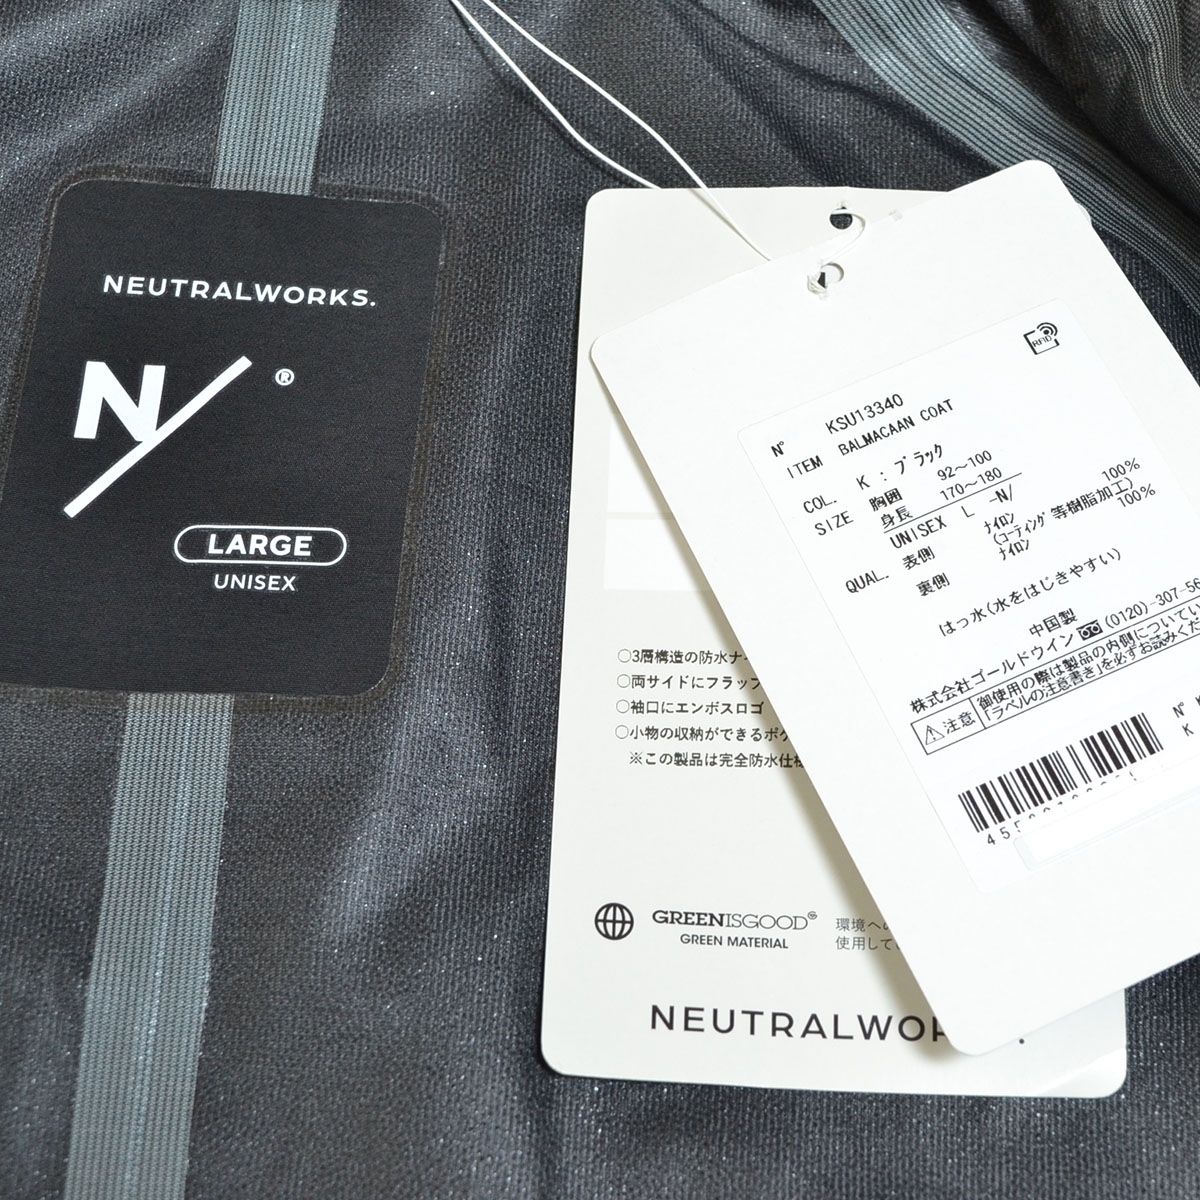 NEUTRALWORKS.
N/
®
LARGE
UNISEX
RFID
N° KSU13340
ITEM BALMACAAN COAT
COL. K : ブラック
SIZE 胸囲 92～100
身長 170～180
UNISEX L -N/
QUAL. 表側 ナイロン 100%
(コーティング等樹脂加工)
裏側 ナイロン 100%
はっ水(水をはじきやすい)
中国製
株式会社ゴールドウイン (0120)-307-56
注意 御使用の際は製品の内側についてい
「ラベルの注意書き」を必ずお読みくだ
N° K
K
○3層構造の防水ナイ
○両サイドにフラップ
○袖口にエンボスロゴ
○小物の収納ができるポケ
※この製品は完全防水仕様
GREENISGOOD
GREEN MATERIAL
環境への
使用して
NEUTRALWOR